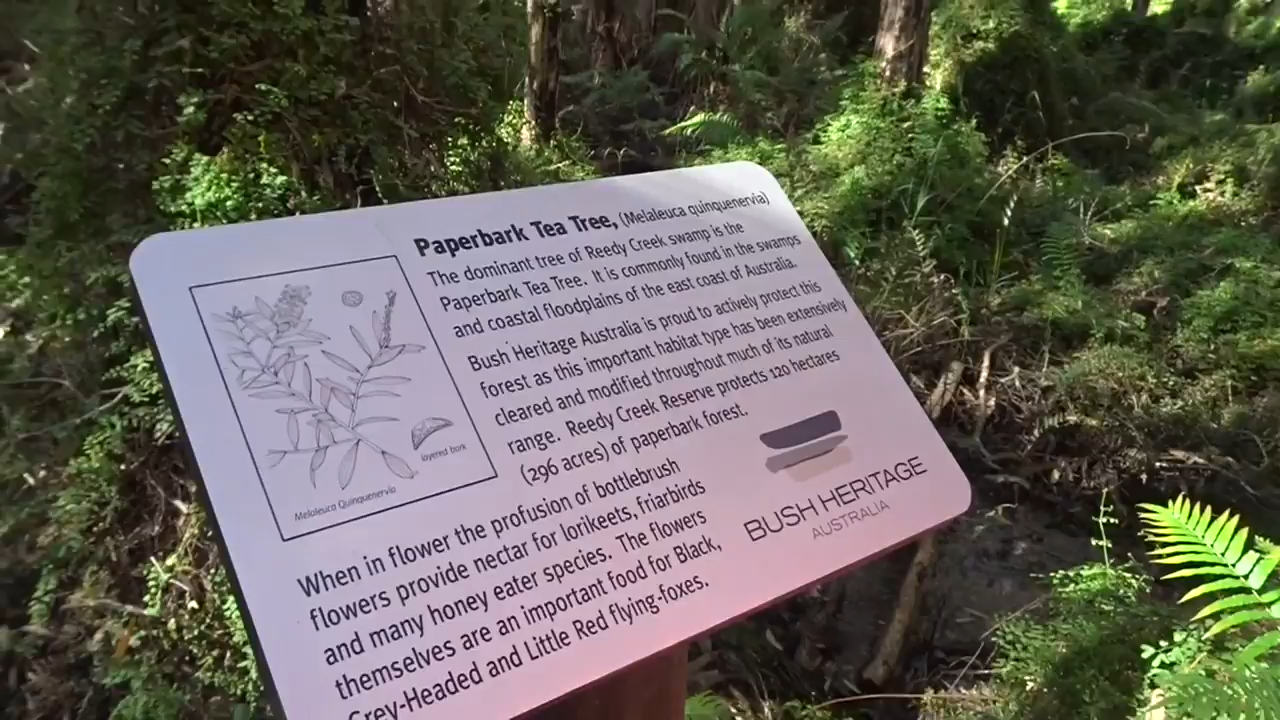 Paperbark Tea Tree, (Melaleuca quinquenervia)
The dominant tree of Reedy Creek swamp is the
Paperbark Tea Tree. It is commonly found in the swamps
and coastal floodplains of the east coast of Australia.
Bush Heritage Australia is proud to actively protect this
forest as this important habitat type has been extensively
cleared and modified throughout much of its natural
range. Reedy Creek Reserve protects 120 hectares
(296 acres) of paperbark forest.
layered bark
Melaleuca Quinquenervia
When in flower the profusion of bottlebrush
flowers provide nectar for lorikeets, friarbirds
and many honey eater species. The flowers
themselves are an important food for Black,
Grey-Headed and Little Red flying-foxes.
BUSH HERITAGE
AUSTRALIA